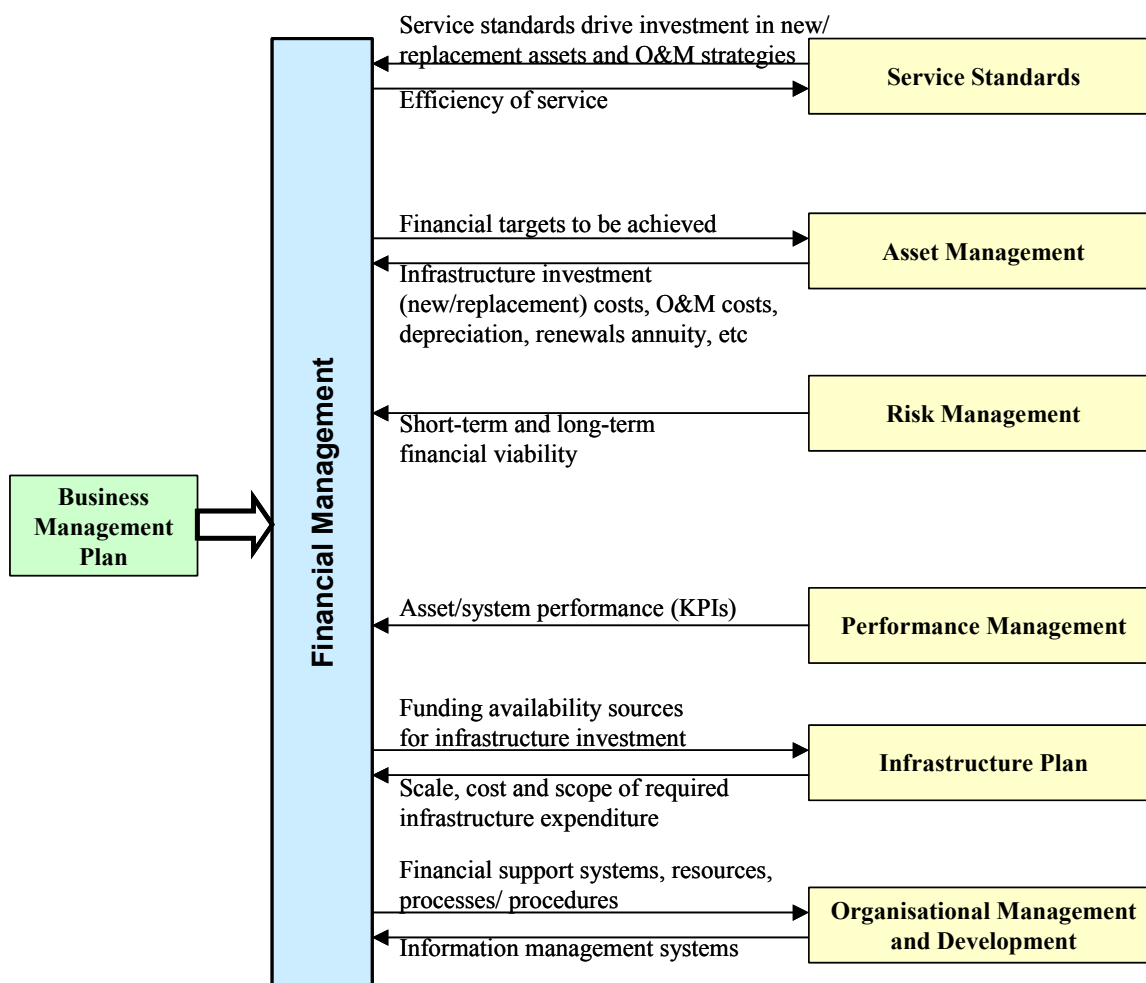 Service standards drive investment in new/
replacement assets and O&M strategies
Service Standards
Efficiency of service
Financial targets to be achieved
Asset Management
Infrastructure investment
(new/replacement) costs, O&M costs,
depreciation, renewals annuity, etc
Risk Management
Short-term and long-term
financial viability
Business
Management
Plan
Financial Management
Asset/system performance (KPIs)
Performance Management
Funding availability sources
for infrastructure investment
Infrastructure Plan
Scale, cost and scope of required
infrastructure expenditure
Financial support systems, resources,
processes/ procedures
Organisational Management
and Development
Information management systems